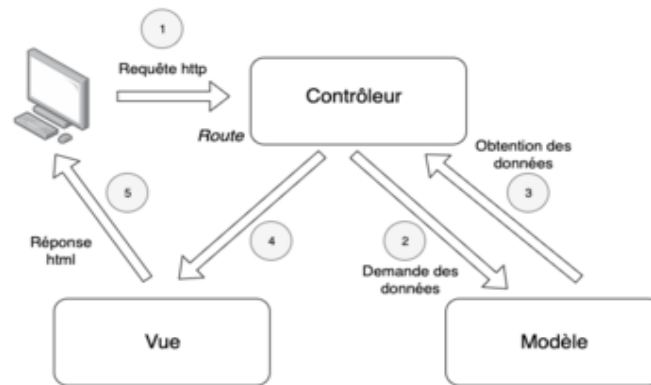 1
Requête http
Contrôleur
Route
Obtention des
données
3
5
Réponse
html
4
2
Demande des
données
Vue
Modèle